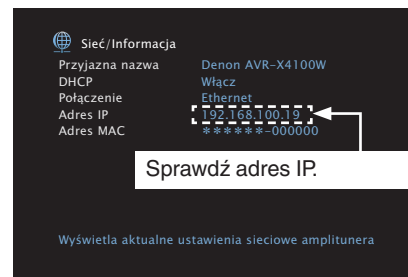 Sieć/Informacja
Przyjazna nazwa Denon AVR-X4100W
DHCP Włącz
Połączenie Ethernet
Adres IP 192.168.100.19
Adres MAC ******-000000
Sprawdź adres IP.
Wyświetla aktualne ustawienia sieciowe amplitunera